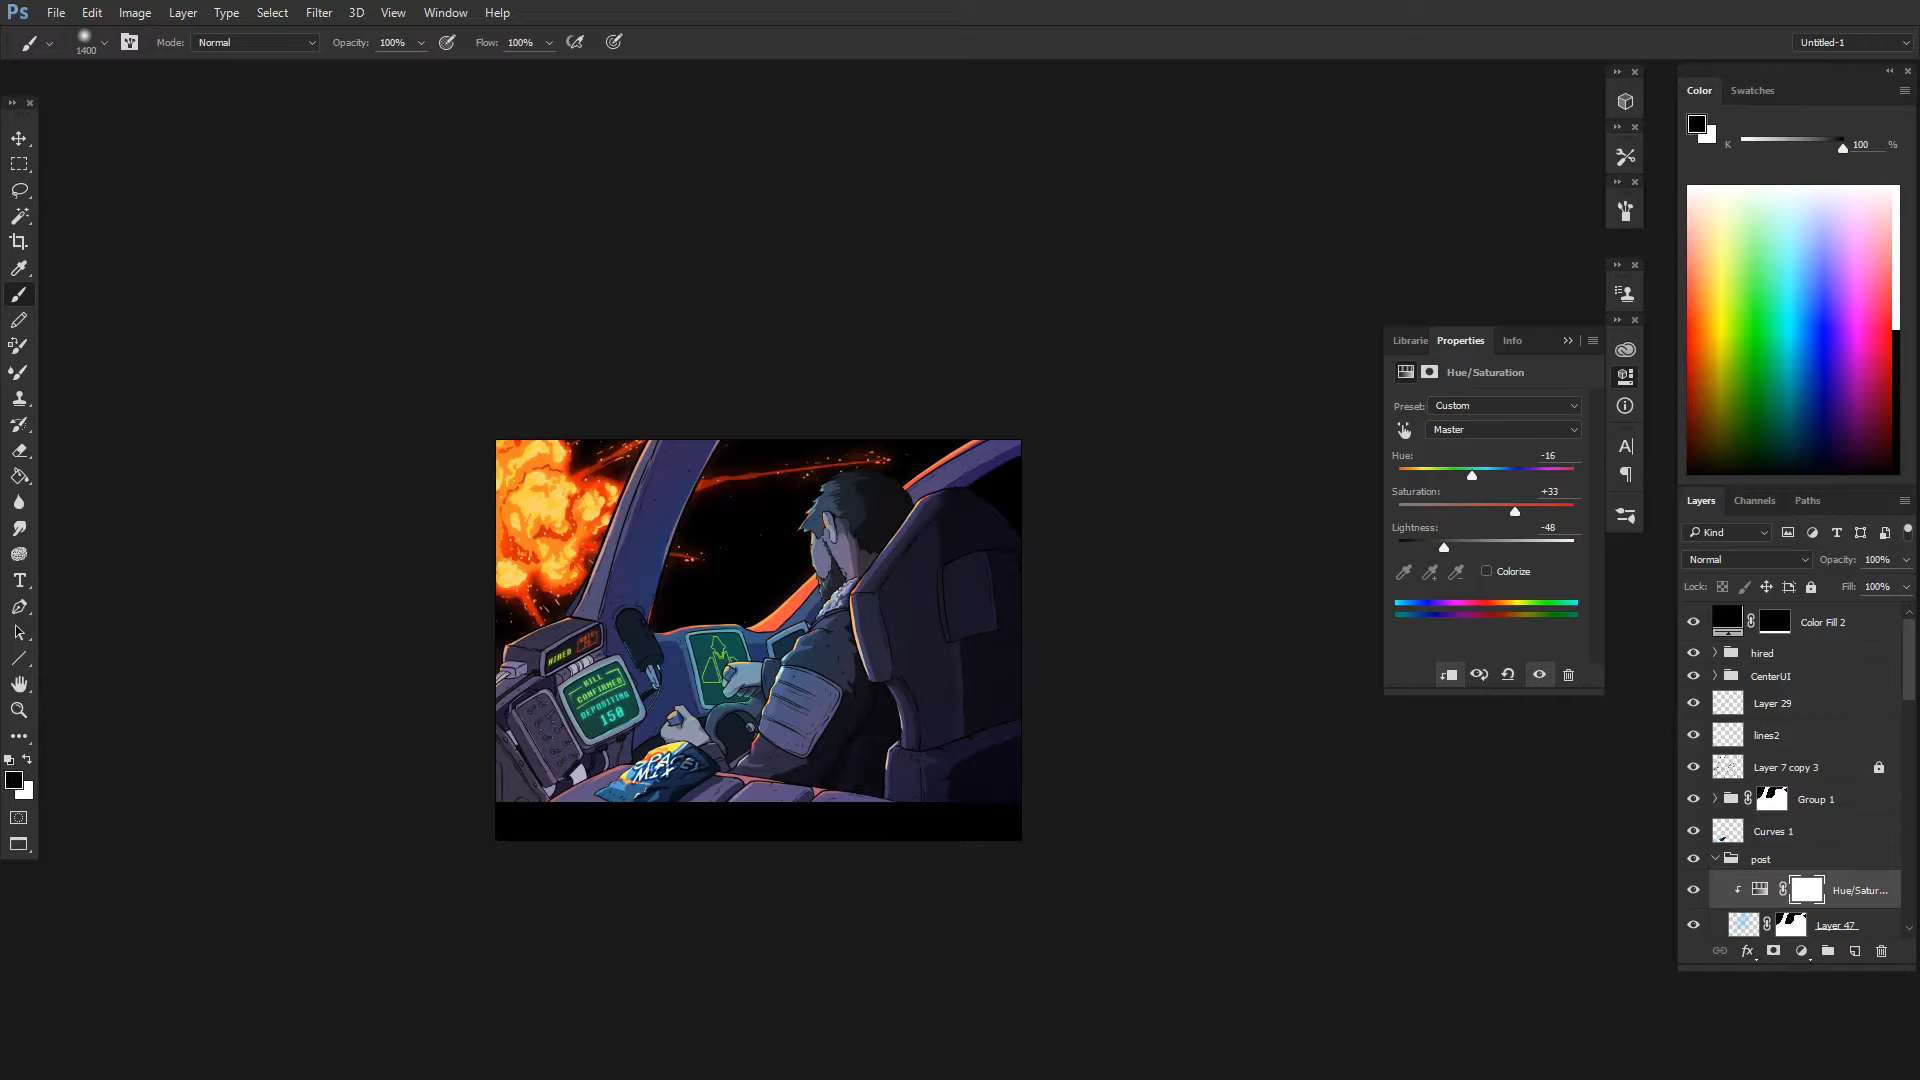 Ps File Edit Image Layer Type Select Filter 3D View Window Help
1400 Mode: Normal Opacity: 100% Flow: 100% Untitled-1
Color Swatches
K 100 %
Librarie Properties Info
Hue/Saturation
Preset: Custom
Master
Hue: -16
Saturation: +33
Lightness: -48
Colorize
Layers Channels Paths
Kind
Normal Opacity: 100%
Lock: Fill: 100%
Color Fill 2
hired
CenterUI
Layer 29
lines2
Layer 7 copy 3
Group 1
Curves 1
post
Hue/Satur...
Layer 47
HIRED
KILL
CONFIRMED
DEPOSITING
150
SPACEY
MIX